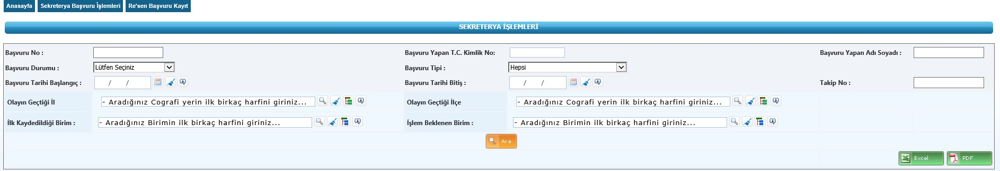 Anasayfa Sekreterya Başvuru İşlemleri Re'sen Başvuru Kayıt
SEKRETERYA İŞLEMLERİ
Başvuru No : Başvuru Yapan T.C. Kimlik No: Başvuru Yapan Adı Soyadı :
Başvuru Durumu : Lütfen Seçiniz Başvuru Tipi : Hepsi
Başvuru Tarihi Başlangıç : / / Başvuru Tarihi Bitiş : / / Takip No :
Olayın Geçtiği İl - Aradığınız Cografi yerin ilk birkaç harfini giriniz... Olayın Geçtiği İlçe - Aradığınız Cografi yerin ilk birkaç harfini giriniz...
İlk Kaydedildiği Birim : - Aradığınız Birimin ilk birkaç harfini giriniz... İşlem Beklenen Birim : - Aradığınız Birimin ilk birkaç harfini giriniz...
Ara
Excel PDF